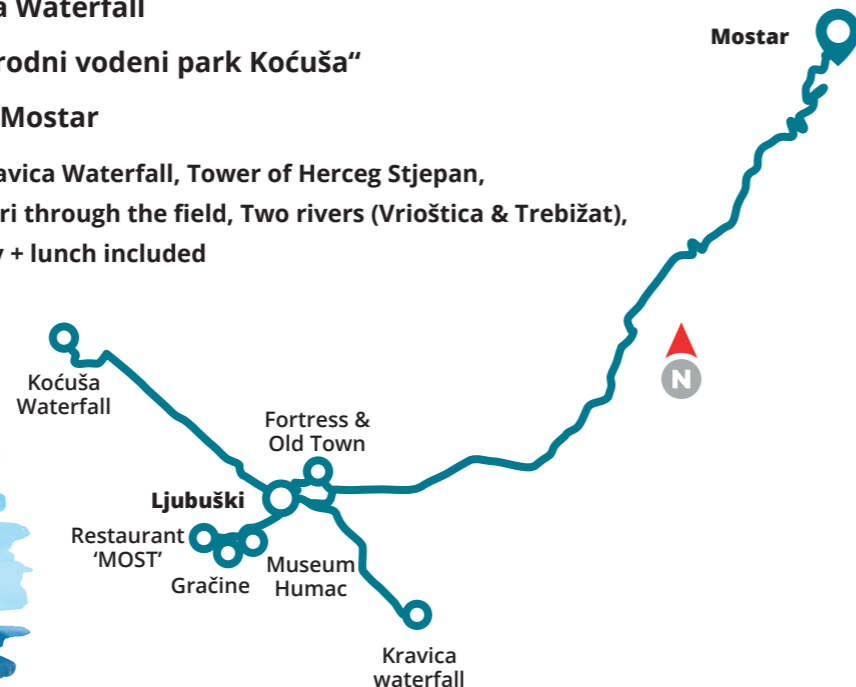 a Waterfall
rodni vodeni park Koćuša“
Mostar
avica Waterfall, Tower of Herceg Stjepan,
ri through the field, Two rivers (Vrioštica & Trebižat),
+ lunch included
Mostar
N
Koćuša
Waterfall
Fortress &
Old Town
Ljubuški
Restaurant
‘MOST’
Gračine
Museum
Humac
Kravica
waterfall